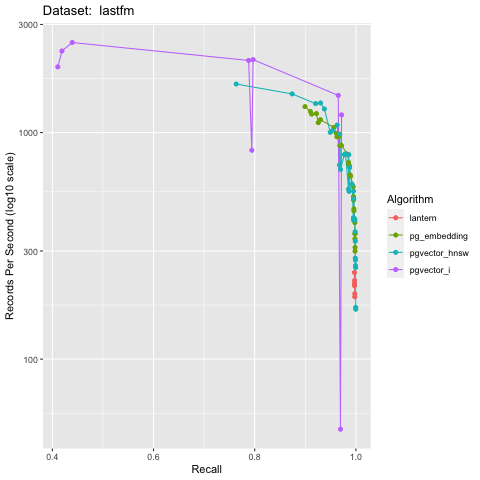 Dataset:  lastfm
Records Per Second (log10 scale)
3000
1000
300
100
0.4
0.6
0.8
1.0
Recall
Algorithm
lantern
pg_embedding
pgvector_hnsw
pgvector_i